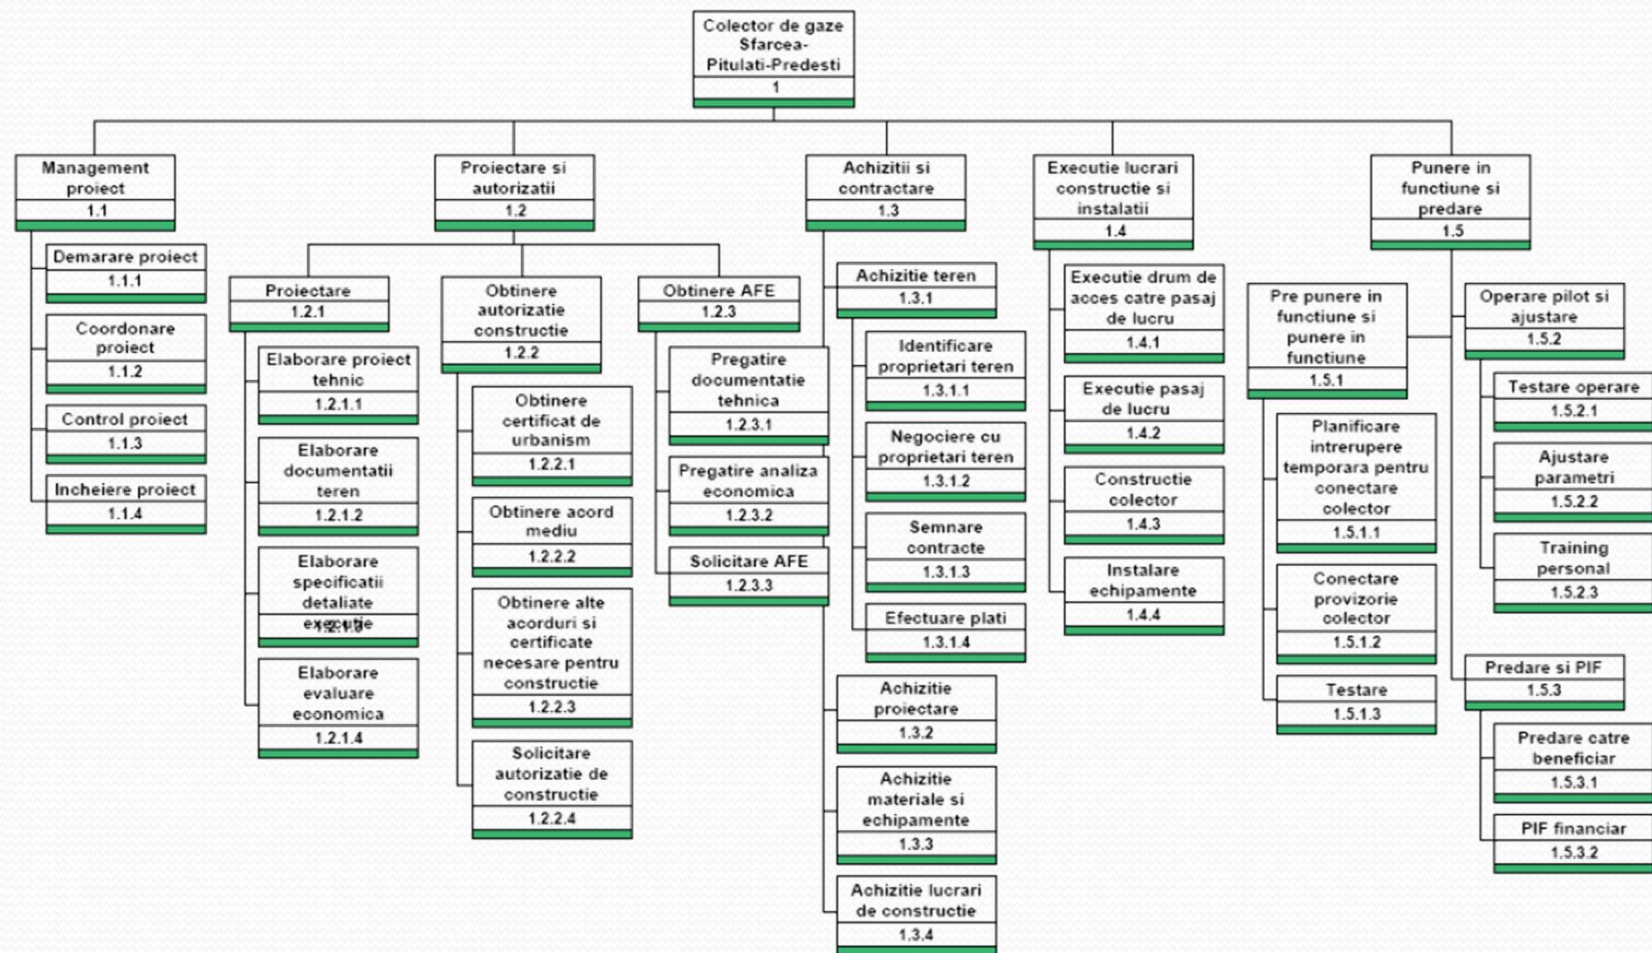 Colector de gaze
Sfarcea-
Pitulati-Predesti
1
Management
proiect
1.1
Demarare proiect
1.1.1
Coordonare
proiect
1.1.2
Control proiect
1.1.3
Incheiere proiect
1.1.4
Proiectare si
autorizatii
1.2
Proiectare
1.2.1
Elaborare proiect
tehnic
1.2.1.1
Elaborare
documentatii
teren
1.2.1.2
Elaborare
specificatii
detaliate
executie
1.2.1.3
Elaborare
evaluare
economica
1.2.1.4
Obtinere
autorizatie
constructie
1.2.2
Obtinere
certificat de
urbanism
1.2.2.1
Obtinere acord
mediu
1.2.2.2
Obtinere alte
acorduri si
certificate
necesare pentru
constructie
1.2.2.3
Solicitare
autorizatie de
constructie
1.2.2.4
Obtinere AFE
1.2.3
Pregatire
documentatie
tehnica
1.2.3.1
Pregatire analiza
economica
1.2.3.2
Solicitare AFE
1.2.3.3
Achizitii si
contractare
1.3
Achizitie teren
1.3.1
Identificare
proprietari teren
1.3.1.1
Negociere cu
proprietari teren
1.3.1.2
Semnare
contracte
1.3.1.3
Efectuare plati
1.3.1.4
Achizitie
proiectare
1.3.2
Achizitie
materiale si
echipamente
1.3.3
Achizitie lucrari
de constructie
1.3.4
Executie lucrari
constructie si
instalatii
1.4
Executie drum de
acces catre pasaj
de lucru
1.4.1
Executie pasaj
de lucru
1.4.2
Constructie
colector
1.4.3
Instalare
echipamente
1.4.4
Punere in
functiune si
predare
1.5
Pre punere in
functiune si
punere in
functiune
1.5.1
Planificare
intrerupere
temporara pentru
conectare
colector
1.5.1.1
Conectare
provizorie
colector
1.5.1.2
Testare
1.5.1.3
Operare pilot si
ajustare
1.5.2
Testare operare
1.5.2.1
Ajustare
parametri
1.5.2.2
Training
personal
1.5.2.3
Predare si PIF
1.5.3
Predare catre
beneficiar
1.5.3.1
PIF financiar
1.5.3.2